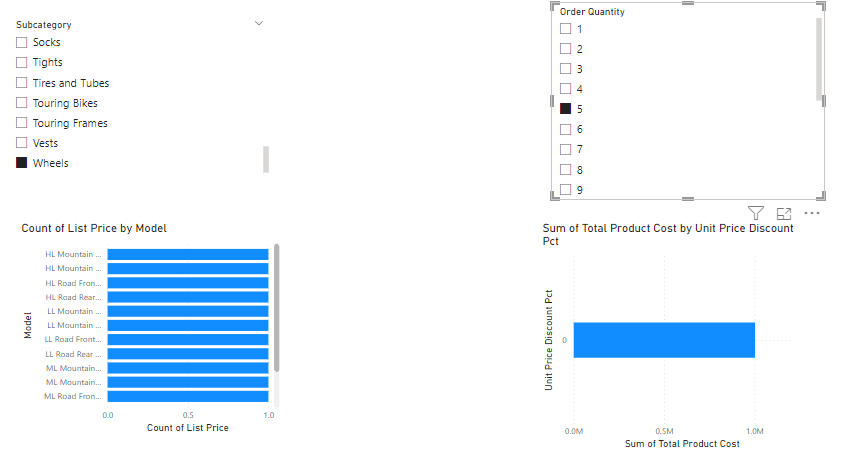 Subcategory
Socks
Tights
Tires and Tubes
Touring Bikes
Touring Frames
Vests
Wheels
Order Quantity
1
2
3
4
5
6
7
8
9
Count of List Price by Model
Model
HL Mountain ...
HL Mountain ...
HL Road Fron...
HL Road Rear...
LL Mountain ...
LL Mountain ...
LL Road Front...
LL Road Rear ...
ML Mountain...
ML Mountain...
ML Road Fron...
0.0 0.5 1.0
Count of List Price
Sum of Total Product Cost by Unit Price Discount
Pct
Unit Price Discount Pct
0
0.0M 0.5M 1.0M
Sum of Total Product Cost